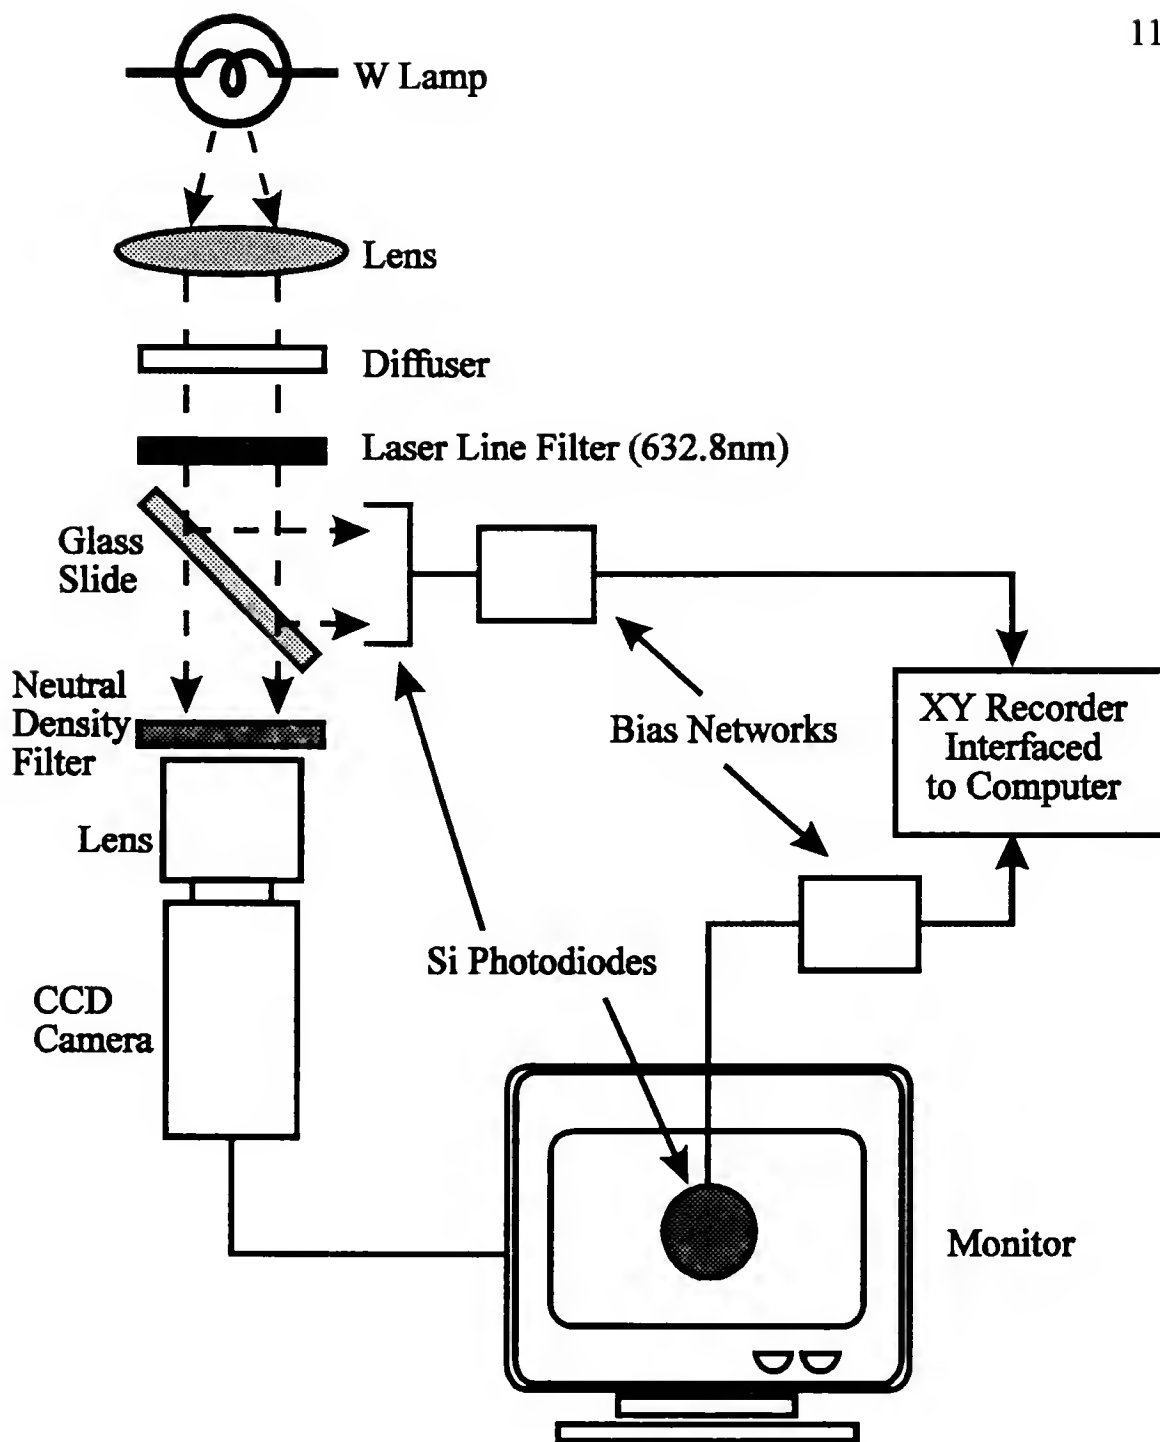 11
W Lamp
Lens
Diffuser
Laser Line Filter (632.8nm)
Glass
Slide
Neutral
Density
Filter
Bias Networks
XY Recorder
Interfaced
to Computer
Lens
Si Photodiodes
CCD
Camera
Monitor